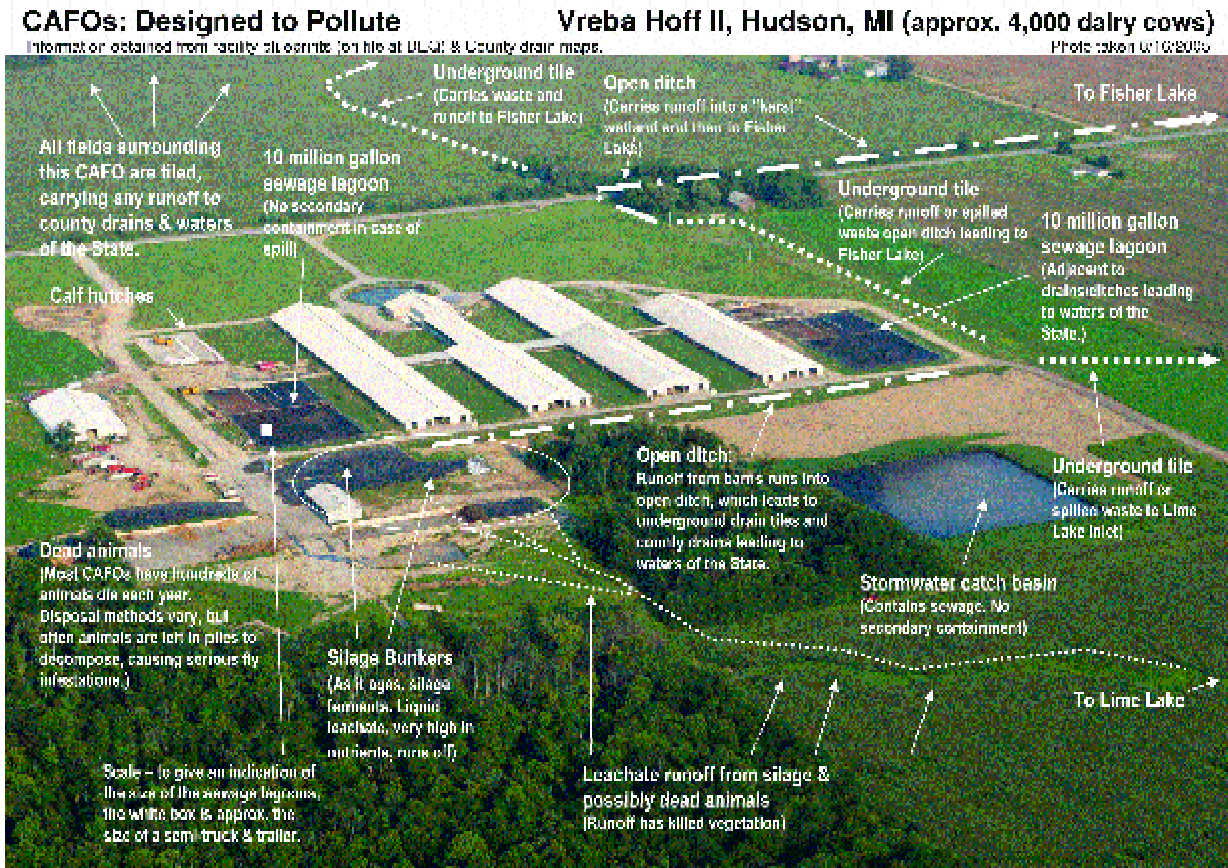 CAFOs: Designed to Pollute
Vreba Hoff II, Hudson, MI (approx. 4,000 dairy cows)
Information obtained from facility blueprints (on file at DEQ) & County drain maps.
Photo taken
Underground tile
(Carries waste and
runoff to Fisher Lake)
Open ditch
(Carries runoff into a "karst"
wetland and then to Fisher
Lake)
To Fisher Lake
All fields surrounding
this CAFO are tiled,
carrying any runoff to
county drains & waters
of the State.
10 million gallon
sewage lagoon
(No secondary
containment in case of
spill)
Underground tile
(Carries runoff or spilled
waste open ditch leading to
Fisher Lake)
10 million gallon
sewage lagoon
(Adjacent to
drains/ditches leading
to waters of the
State.)
Calf hutches
Open ditch:
Runoff from barns runs into
open ditch, which leads to
underground drain tiles and
county drains leading to
waters of the State.
Underground tile
(Carries runoff or
spilled waste to Lime
Lake Inlet)
Dead animals
(Most CAFOs have hundreds of
animals die each year.
Disposal methods vary, but
often animals are left in piles to
decompose, causing serious fly
infestations.)
Stormwater catch basin
(Contains sewage. No
secondary containment)
Silage Bunkers
(As it ages, silage
ferments. Liquid
leachate, very high in
nutrients, runs off)
To Lime Lake
Scale – to give an indication of
the size of the sewage lagoons,
the white box is approx. the
size of a semi-truck & trailer.
Leachate runoff from silage &
possibly dead animals
(Runoff has killed vegetation)